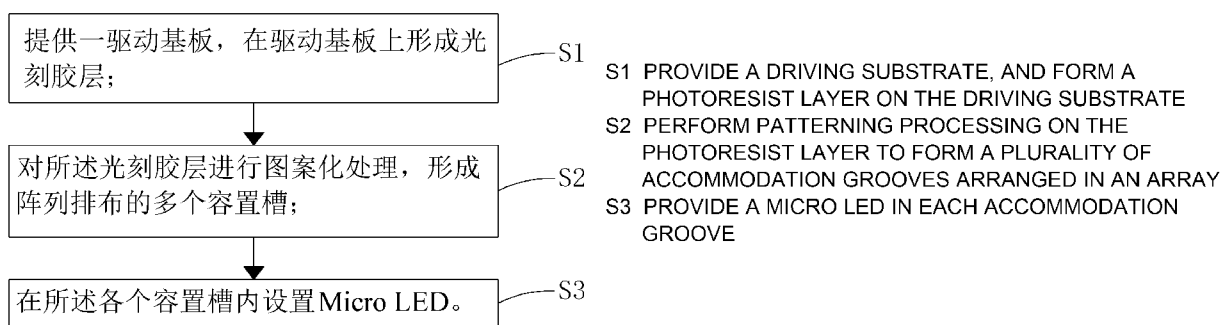 提供一驱动基板，在驱动基板上形成光
刻胶层；
S1
对所述光刻胶层进行图案化处理，形成
阵列排布的多个容置槽；
S2
在所述各个容置槽内设置Micro LED。
S3
S1 PROVIDE A DRIVING SUBSTRATE, AND FORM A
PHOTORESIST LAYER ON THE DRIVING SUBSTRATE
S2 PERFORM PATTERNING PROCESSING ON THE
PHOTORESIST LAYER TO FORM A PLURALITY OF
ACCOMMODATION GROOVES ARRANGED IN AN ARRAY
S3 PROVIDE A MICRO LED IN EACH ACCOMMODATION
GROOVE